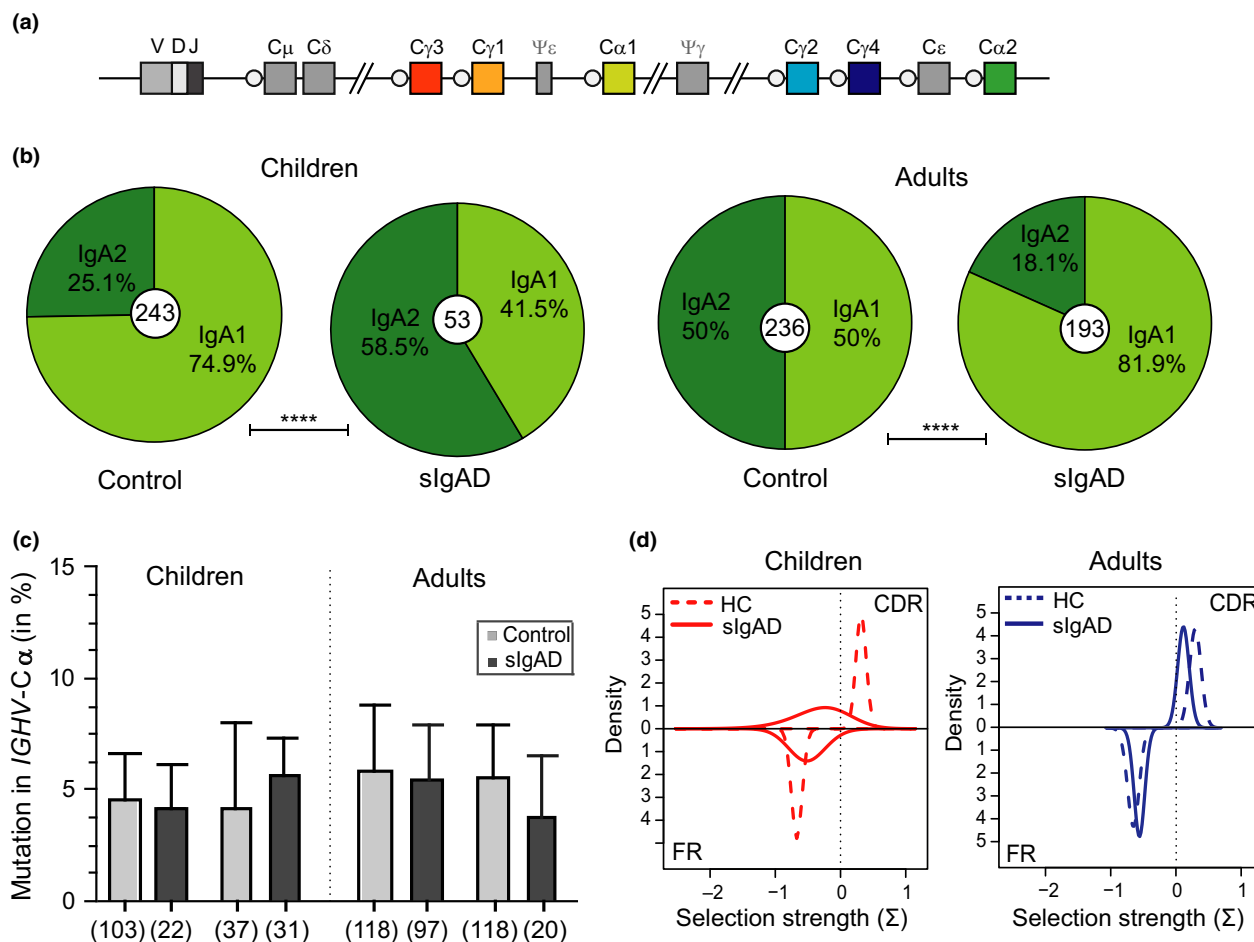 (a)
V D J Cμ Cδ Cγ3 Cγ1 Ψε Cα1 Ψγ Cγ2 Cγ4 Cε Cα2
(b)
Children
Adults
IgA2
25.1%
243
IgA1
74.9%
Control
IgA2
58.5%
53
IgA1
41.5%
sIgAD
****
IgA2
50%
236
IgA1
50%
Control
IgA2
18.1%
193
IgA1
81.9%
sIgAD
****
(c)
Mutation in IGHV-Cα (in %)
15
10
5
0
Children
Adults
Control
sIgAD
(103) (22) (37) (31) (118) (97) (118) (20)
(d)
Children
HC
sIgAD
CDR
FR
Density
5
4
3
2
1
0
1
2
3
4
−2 −1 0 1
Selection strength (Σ)
Adults
HC
sIgAD
CDR
FR
Density
5
4
3
2
1
0
1
2
3
4
5
−2 −1 0 1
Selection strength (Σ)